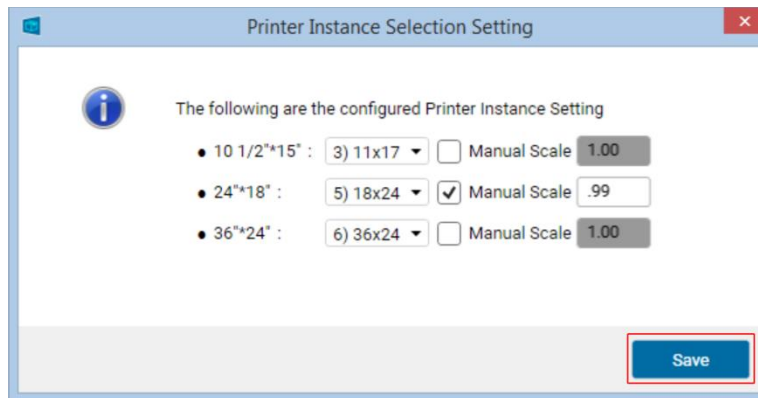 Printer Instance Selection Setting
The following are the configured Printer Instance Setting
● 10 1/2"*15" : 3) 11x17 Manual Scale 1.00
● 24"*18" : 5) 18x24 Manual Scale .99
● 36"*24" : 6) 36x24 Manual Scale 1.00
Save